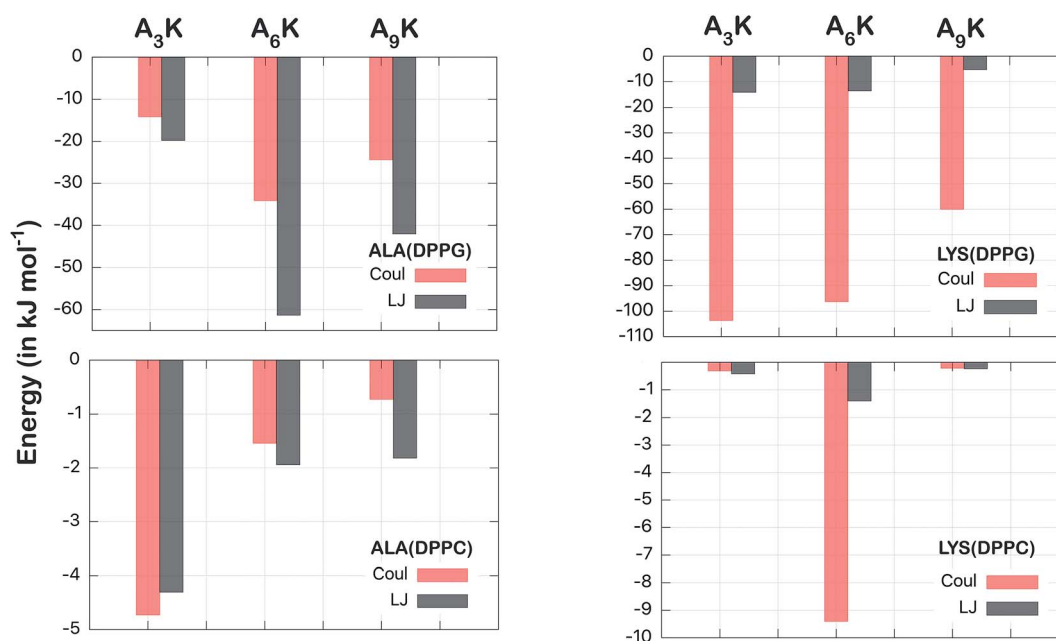 Energy (in kJ mol⁻¹)
A₃K A₆K A₉K
0
-10
-20
-30
-40
-50
-60
ALA(DPPG)
Coul
LJ
0
-1
-2
-3
-4
-5
ALA(DPPC)
Coul
LJ
A₃K A₆K A₉K
0
-10
-20
-30
-40
-50
-60
-70
-80
-90
-100
-110
LYS(DPPG)
Coul
LJ
-1
-2
-3
-4
-5
-6
-7
-8
-9
-10
LYS(DPPC)
Coul
LJ